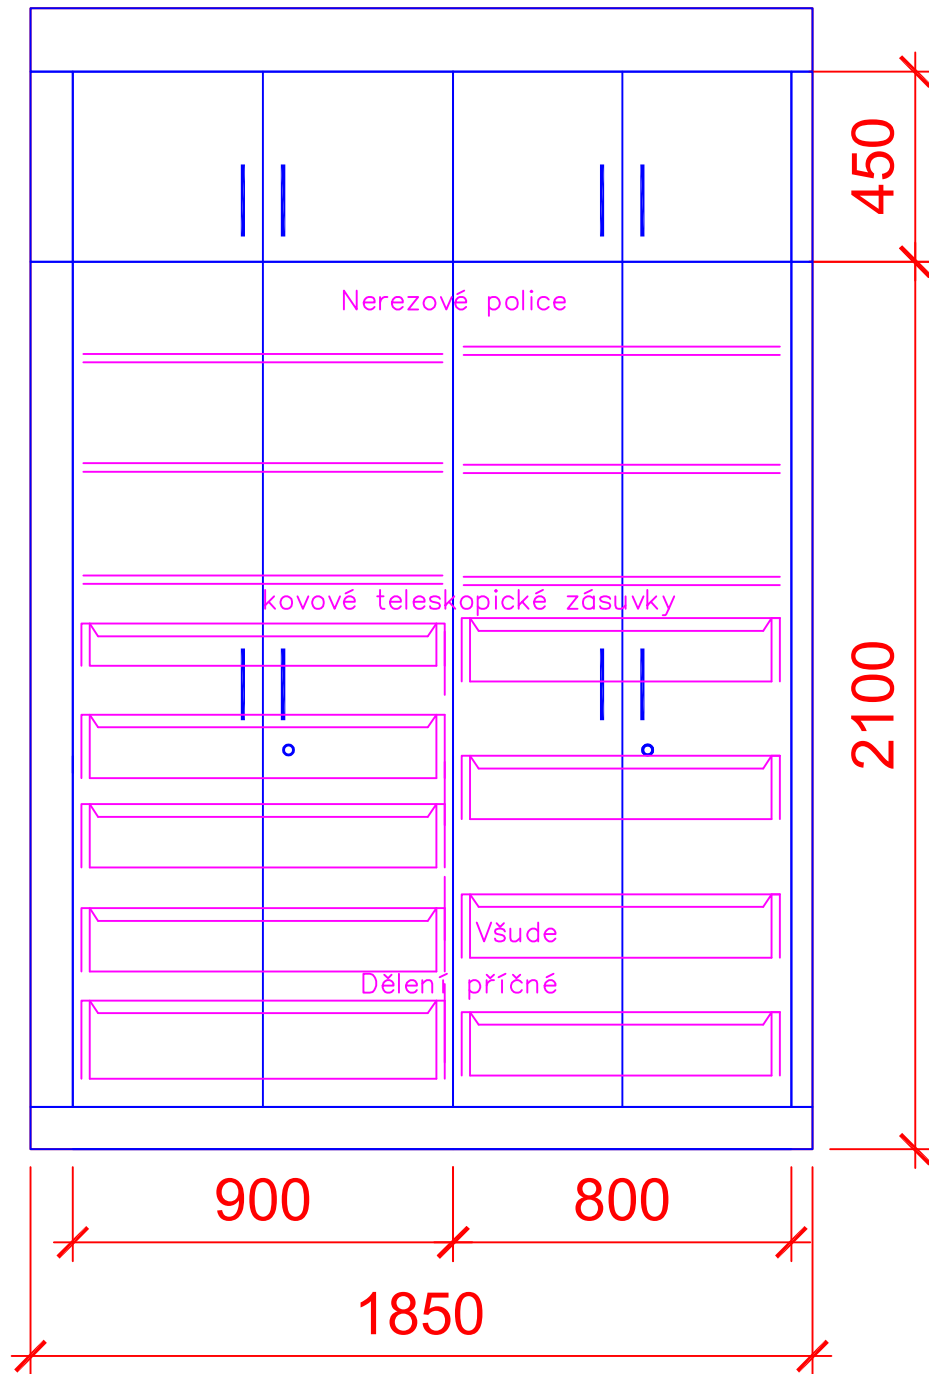 450
Nerezové police
kovové teleskopické zásuvky
2100
Všude
Dělení příčné
900
800
1850